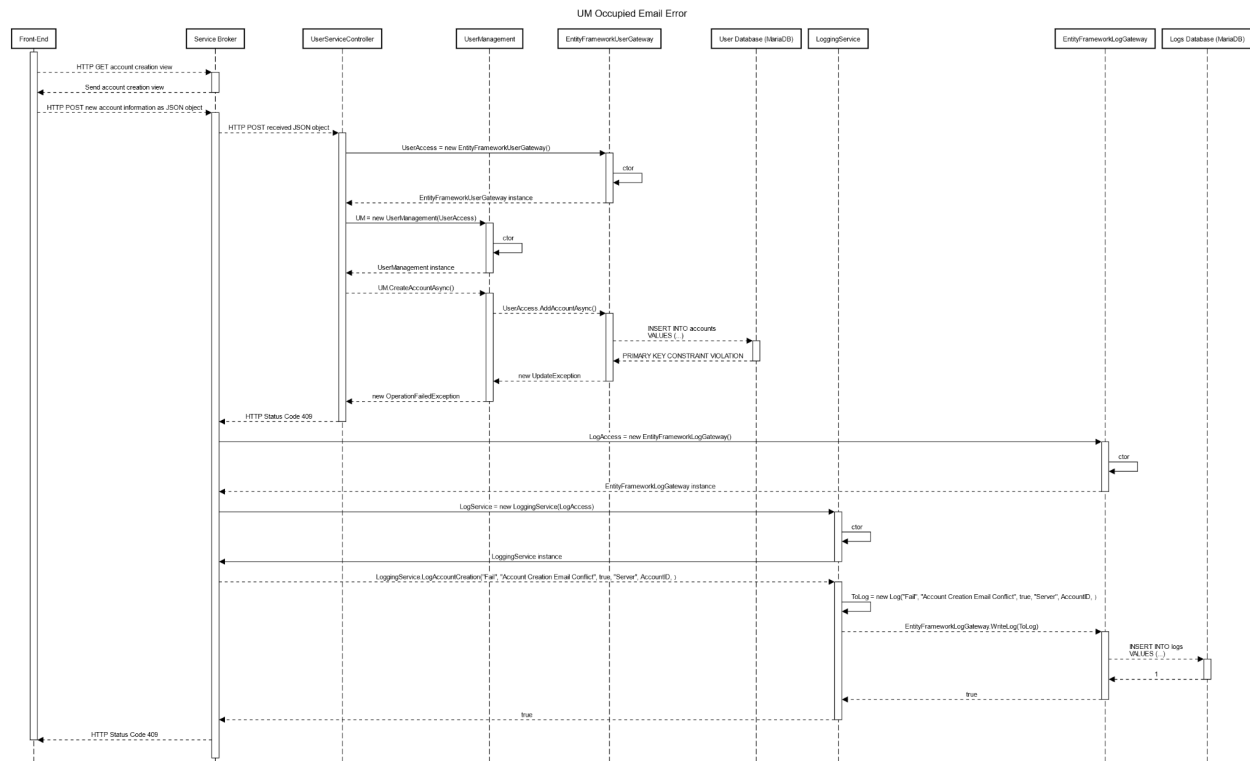 UM Occupied Email Error
Front-End
Service Broker
UserServiceController
UserManagement
EntityFrameworkUserGateway
User Database (MariaDB)
LoggingService
EntityFrameworkLogGateway
Logs Database (MariaDB)
HTTP GET account creation view
Send account creation view
HTTP POST new account information as JSON object
HTTP POST received JSON object
UserAccess = new EntityFrameworkUserGateway()
ctor
EntityFrameworkUserGateway instance
UM = new UserManagement(UserAccess)
ctor
UserManagement instance
UM.CreateAccountAsync()
UserAccess.AddAccountAsync()
INSERT INTO accounts
VALUES (...)
PRIMARY KEY CONSTRAINT VIOLATION
new UpdateException
new OperationFailedException
HTTP Status Code 409
LogAccess = new EntityFrameworkLogGateway()
ctor
EntityFrameworkLogGateway instance
LogService = new LoggingService(LogAccess)
ctor
LoggingService instance
LoggingService.LogAccountCreation("Fail", "Account Creation Email Conflict", true, "Server", AccountID, )
ToLog = new Log("Fail", "Account Creation Email Conflict", true, "Server", AccountID, )
EntityFrameworkLogGateway.WriteLog(ToLog)
INSERT INTO logs
VALUES (...)
1
true
true
HTTP Status Code 409